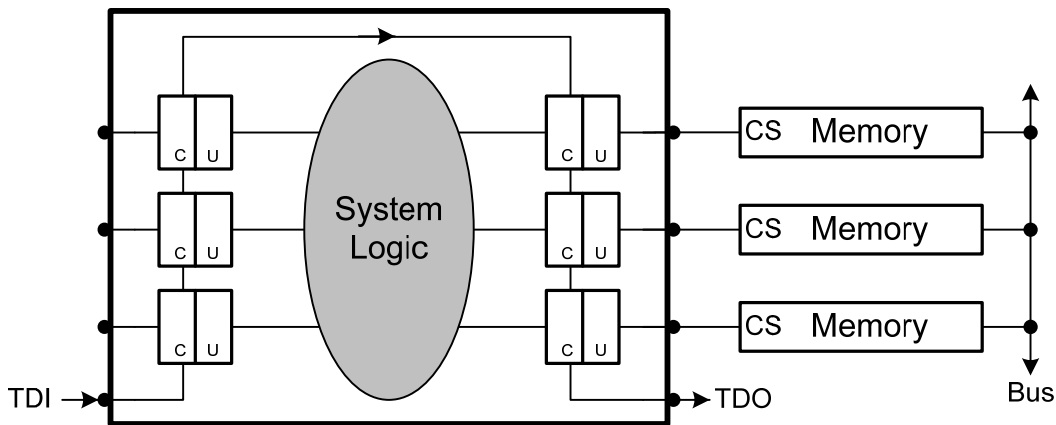 C U
C U
CS Memory
System
Logic
C U
C U
CS Memory
C U
C U
CS Memory
TDI
TDO
Bus